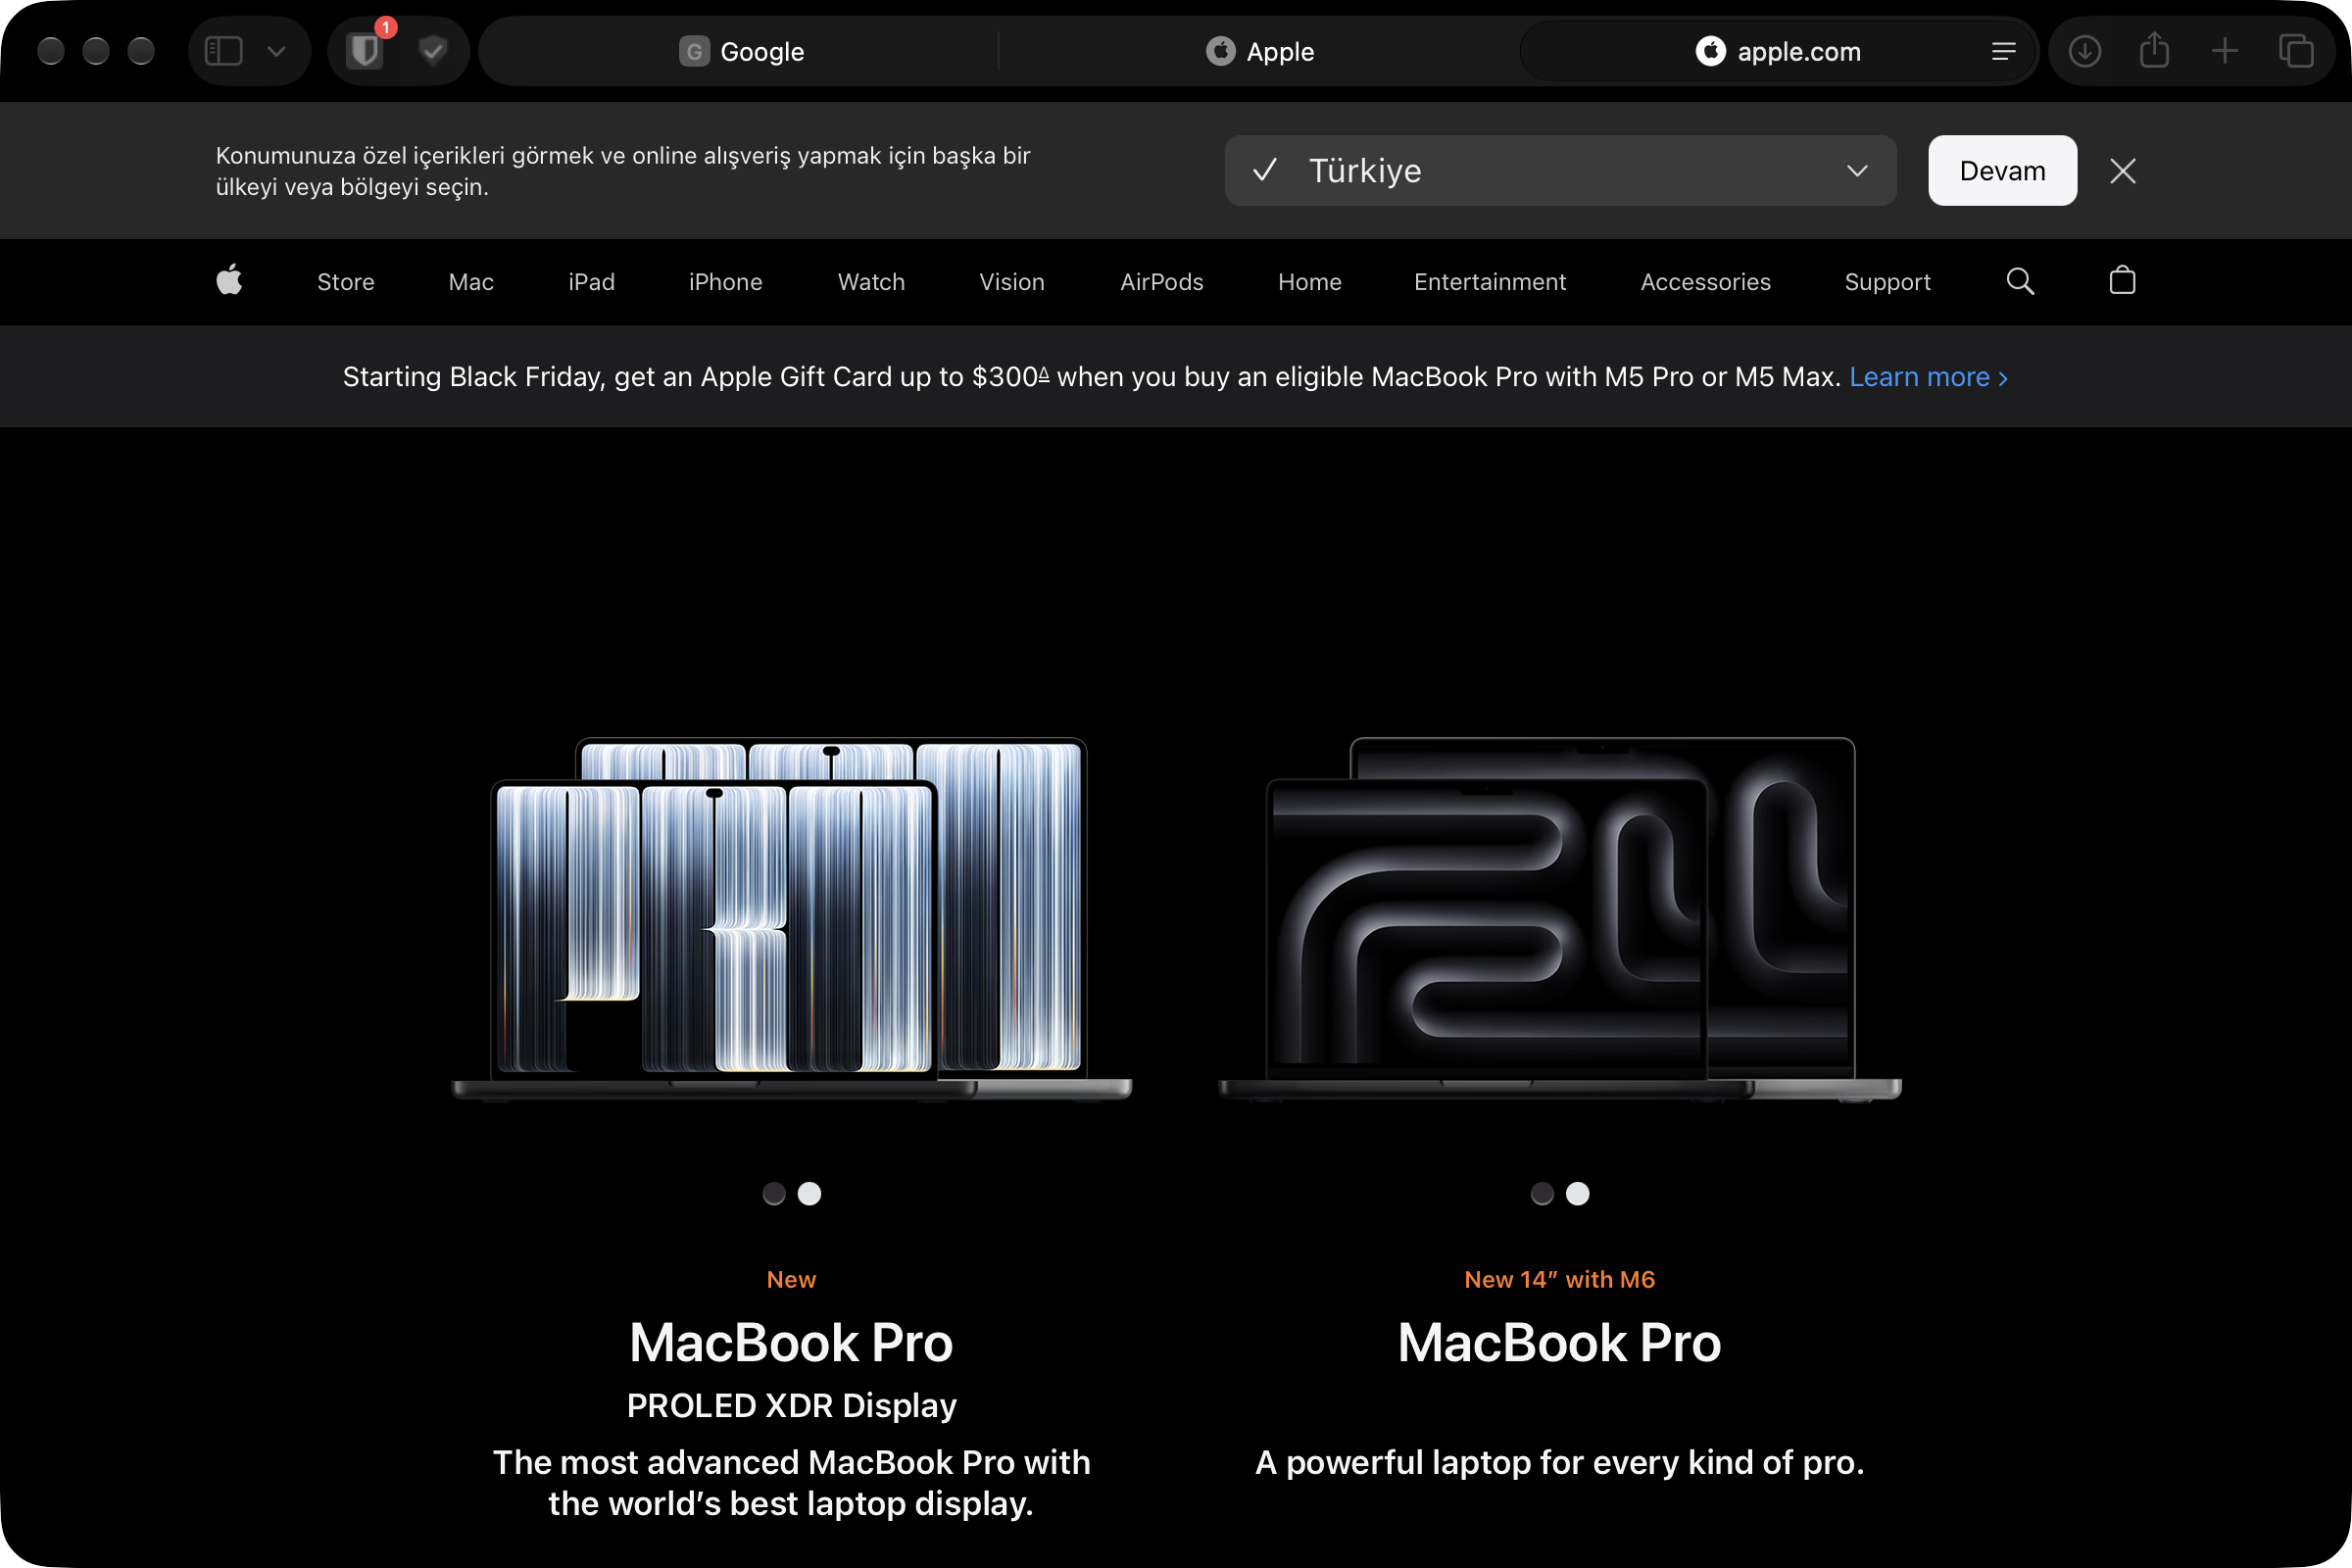 1
G Google
Apple
apple.com
Konumunuza özel içerikleri görmek ve online alışveriş yapmak için başka bir
ülkeyi veya bölgeyi seçin.
Türkiye
Devam
Store Mac iPad iPhone Watch Vision AirPods Home Entertainment Accessories Support
Starting Black Friday, get an Apple Gift Card up to $300∆ when you buy an eligible MacBook Pro with M5 Pro or M5 Max. Learn more >
New
MacBook Pro
PROLED XDR Display
The most advanced MacBook Pro with
the world’s best laptop display.
New 14” with M6
MacBook Pro
A powerful laptop for every kind of pro.